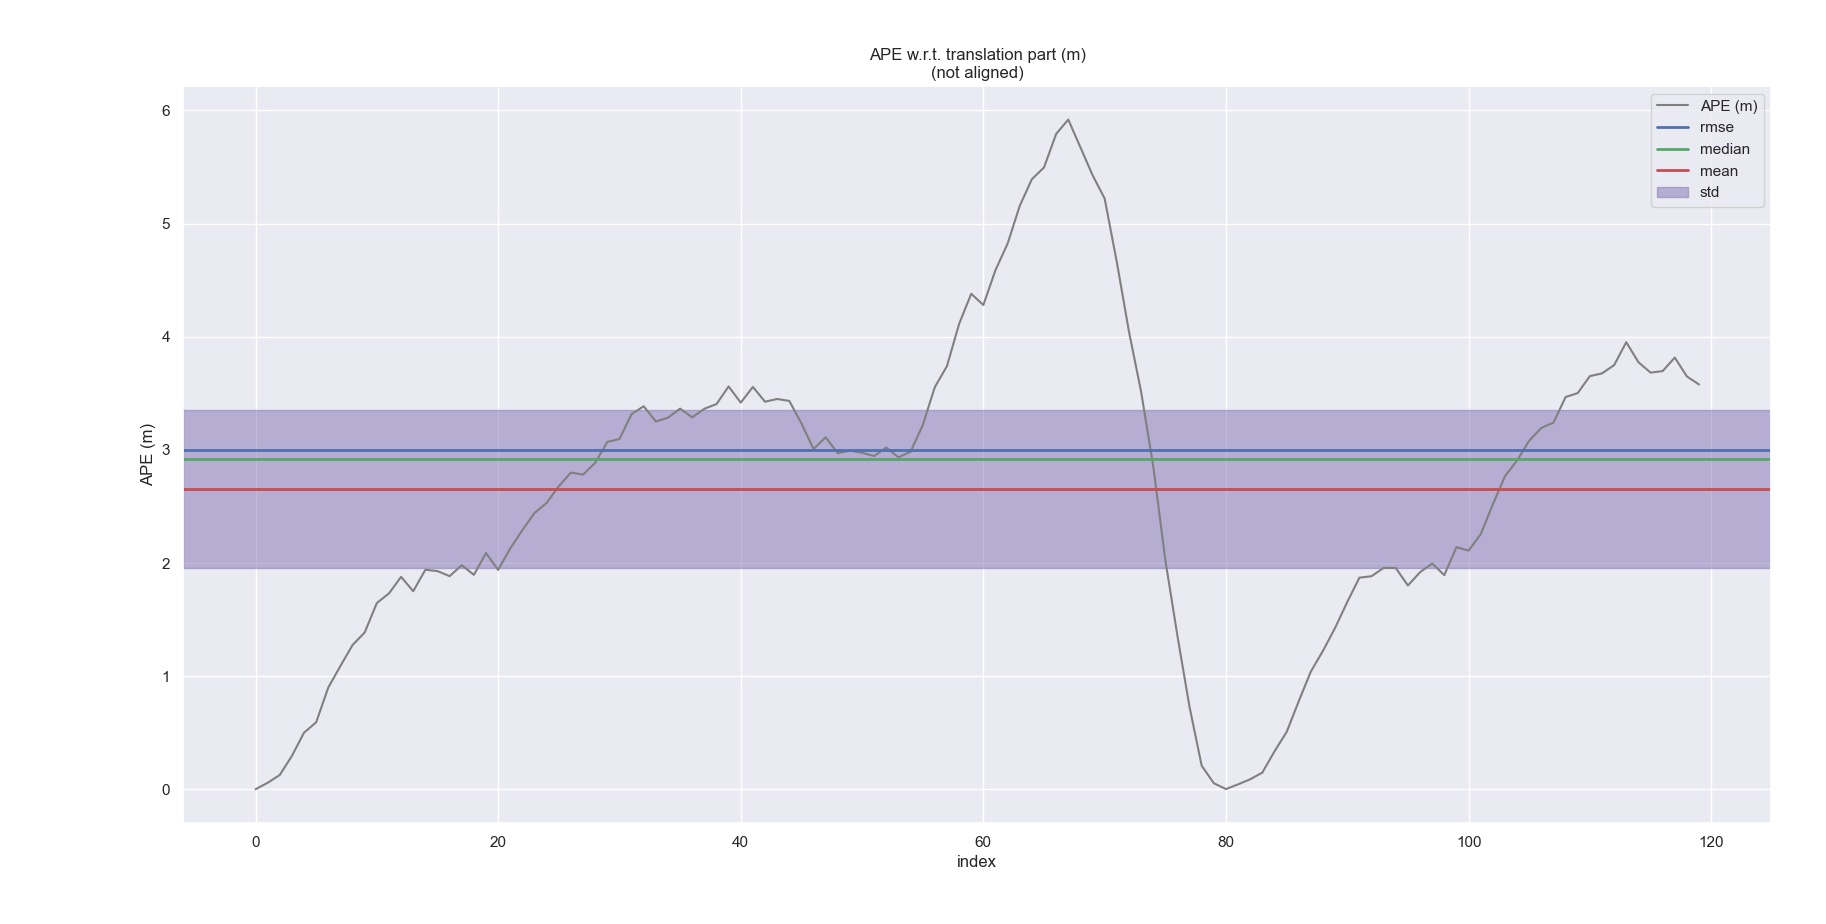 APE w.r.t. translation part (m)
(not aligned)
APE (m)
rmse
median
mean
std
6
5
4
3
2
1
0
APE (m)
0 20 40 60 80 100 120
index